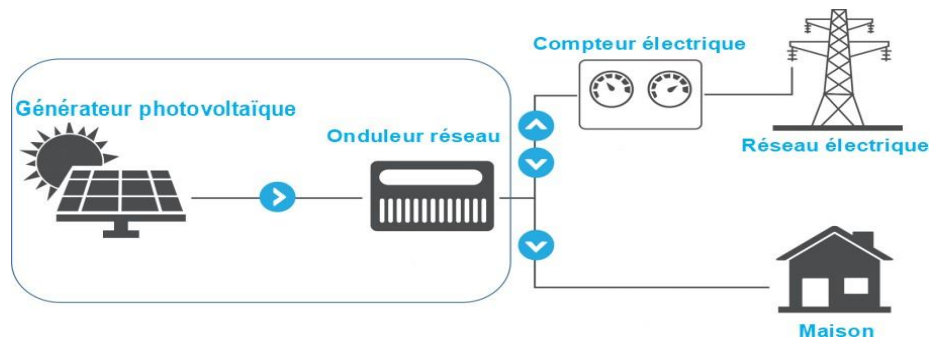 Compteur électrique
Générateur photovoltaïque
Onduleur réseau
Réseau électrique
Maison